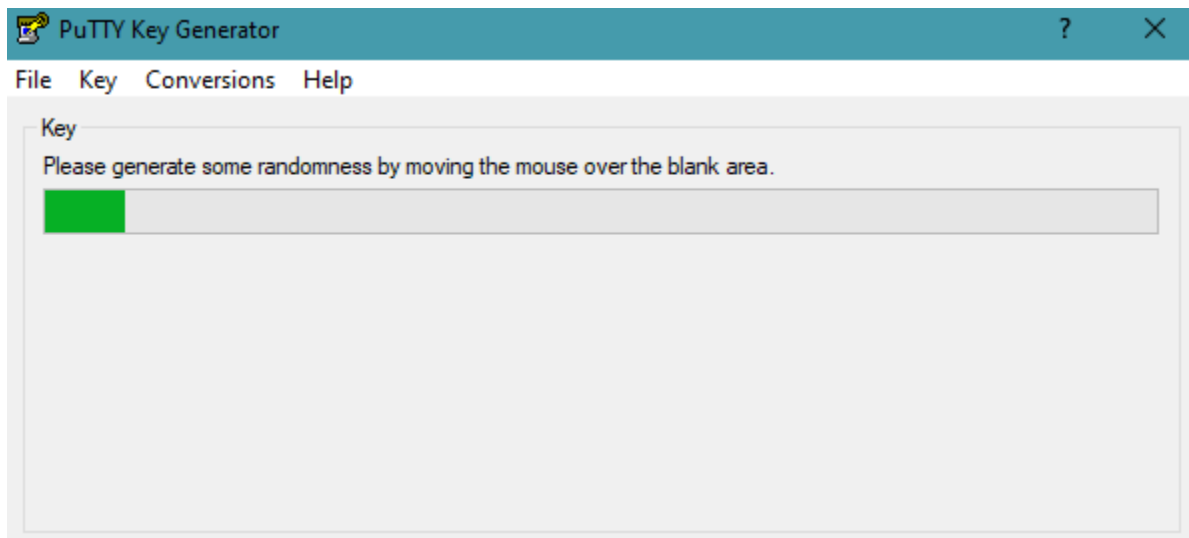 PuTTY Key Generator ?
File Key Conversions Help
Key
Please generate some randomness by moving the mouse over the blank area.